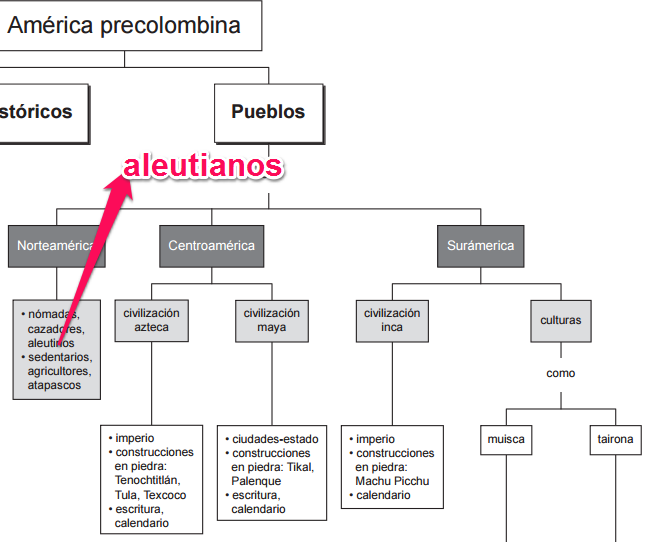 América precolombina
stóricos
Pueblos
aleutianos
Norteamérica
Centroamérica
Surámerica
• nómadas,
cazadores,
aleutinos
• sedentarios,
agricultores,
atapascos
civilización
azteca
civilización
maya
civilización
inca
culturas
como
muisca
tairona
• imperio
• construcciones
en piedra:
Tenochtitlán,
Tula, Texcoco
• escritura,
calendario
• ciudades-estado
• construcciones
en piedra: Tikal,
Palenque
• escritura,
calendario
• imperio
• construcciones
en piedra:
Machu Picchu
• calendario